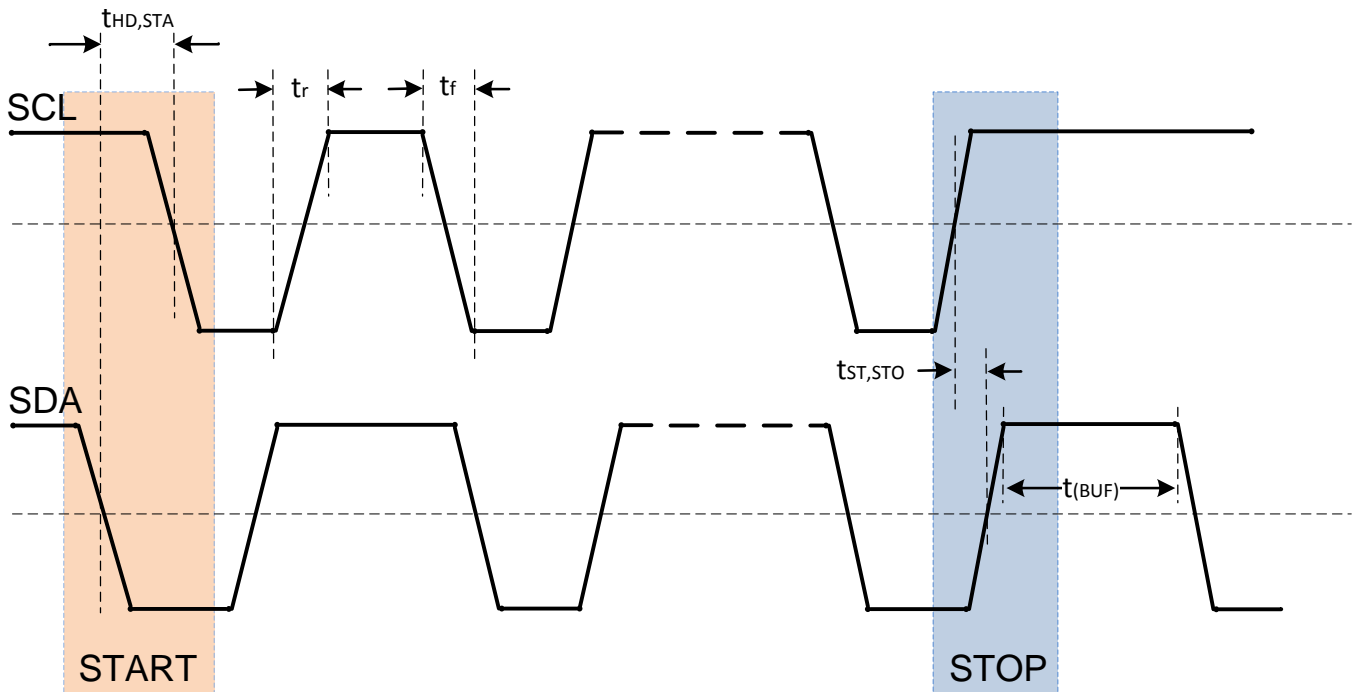 tHD,STA
tr
tf
SCL
tST,STO
SDA
t(BUF)
START
STOP